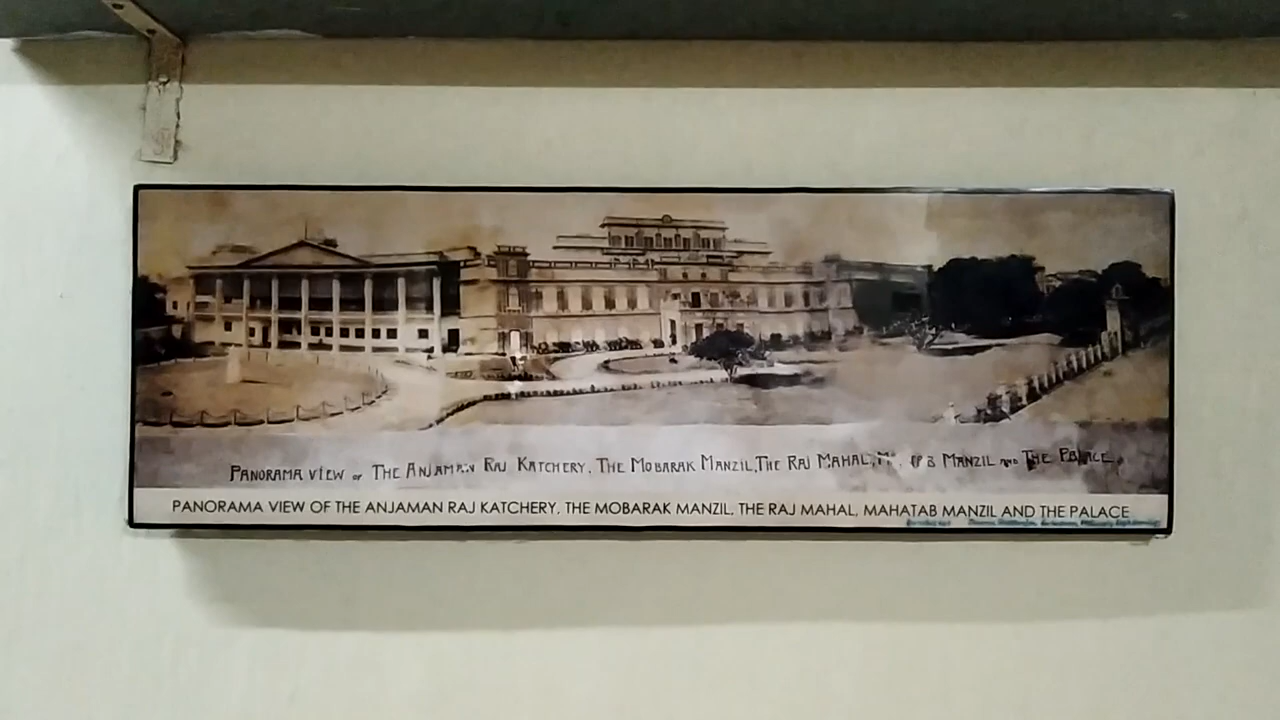 PANORAMA VIEW OF THE ANJAMAN RAJ KATCHERY. THE MOBARAK MANZIL, THE RAJ MAHAL, MANZIL AND THE PALACE.
PANORAMA VIEW OF THE ANJAMAN RAJ KATCHERY, THE MOBARAK MANZIL, THE RAJ MAHAL, MAHATAB MANZIL AND THE PALACE